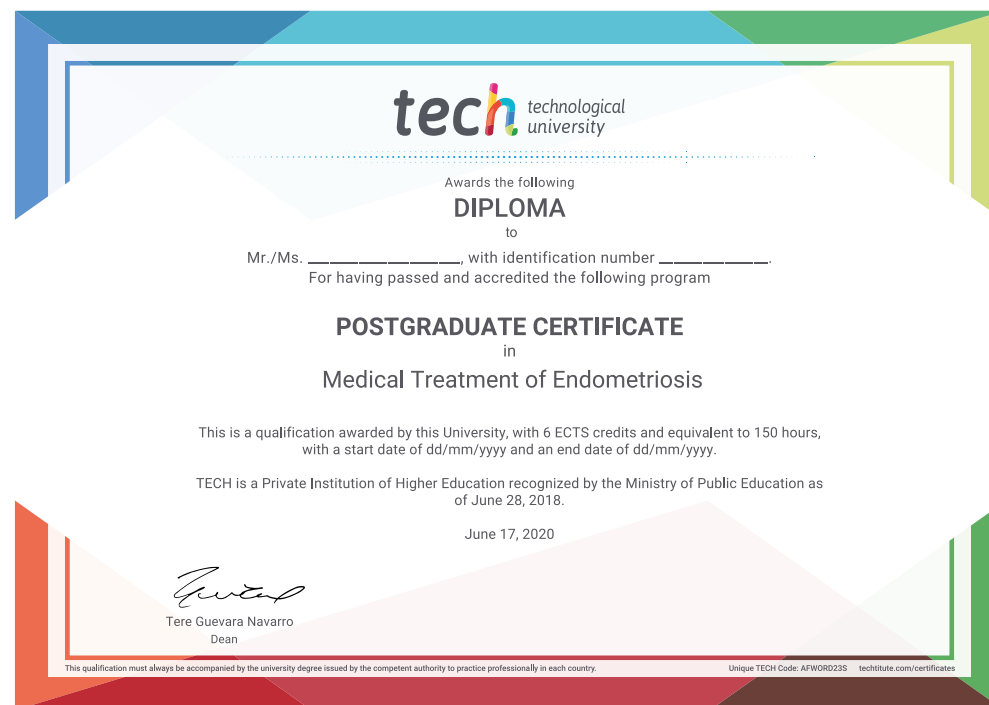 tech technological
university
Awards the following
DIPLOMA
to
Mr./Ms. __________________, with identification number _____________.
For having passed and accredited the following program
POSTGRADUATE CERTIFICATE
in
Medical Treatment of Endometriosis
This is a qualification awarded by this University, with 6 ECTS credits and equivalent to 150 hours,
with a start date of dd/mm/yyyy and an end date of dd/mm/yyyy.
TECH is a Private Institution of Higher Education recognized by the Ministry of Public Education as
of June 28, 2018.
June 17, 2020
Tere Guevara Navarro
Dean
This qualification must always be accompanied by the university degree issued by the competent authority to practice professionally in each country.
Unique TECH Code: AFWORD23S techtitute.com/certificates